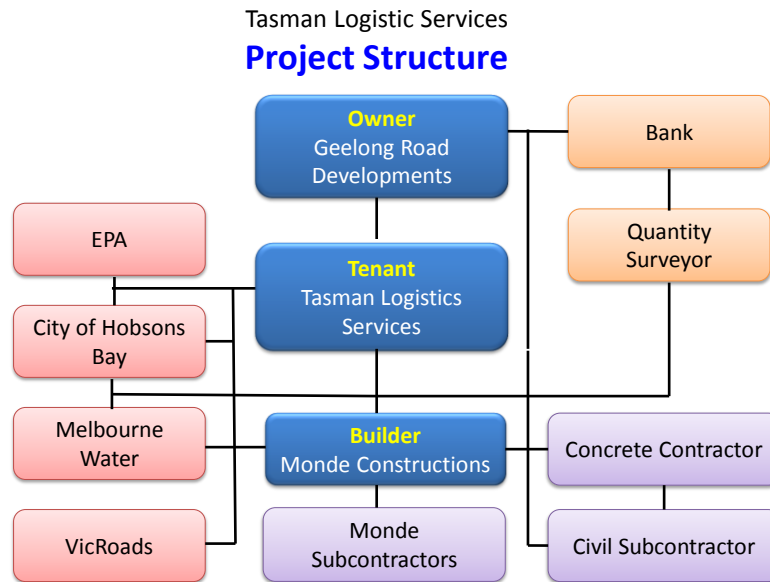 Tasman Logistic Services
Project Structure
Owner
Geelong Road
Developments
Bank
EPA
Quantity
Surveyor
Tenant
Tasman Logistics
Services
City of Hobsons
Bay
Melbourne
Water
Builder
Monde Constructions
Concrete Contractor
VicRoads
Monde
Subcontractors
Civil Subcontractor